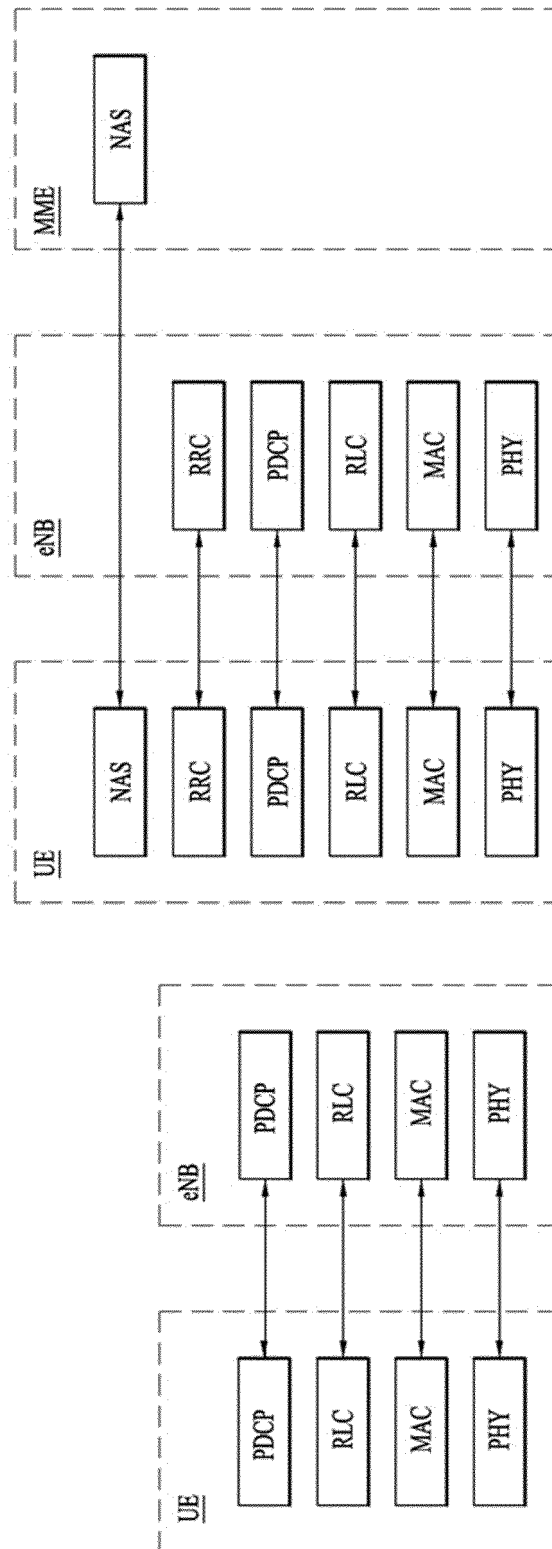 UE
eNB
PDCP
PDCP
RLC
RLC
MAC
MAC
PHY
PHY
UE
eNB
MME
NAS
NAS
RRC
RRC
PDCP
PDCP
RLC
RLC
MAC
MAC
PHY
PHY